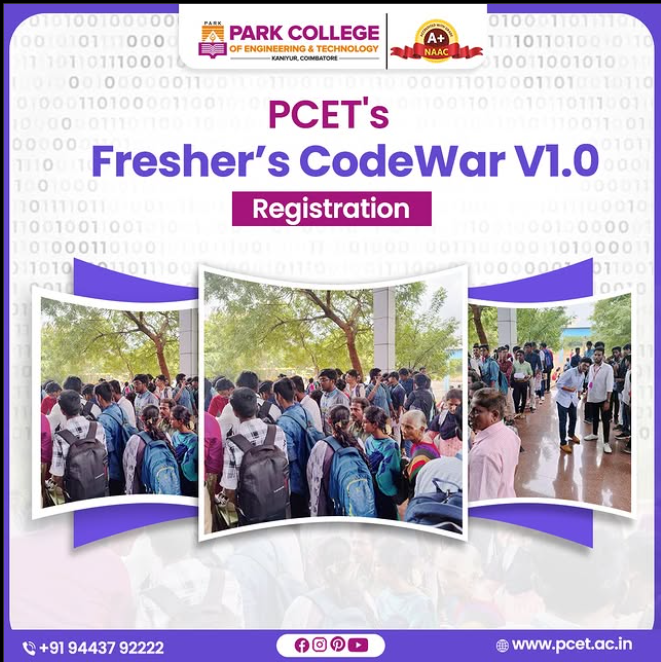 PARK
PARK COLLEGE
OF ENGINEERING & TECHNOLOGY
KANIYUR, COIMBATORE
A+
NAAC
PCET's
Fresher's CodeWar V1.0
Registration
+91 94437 92222
www.pcet.ac.in